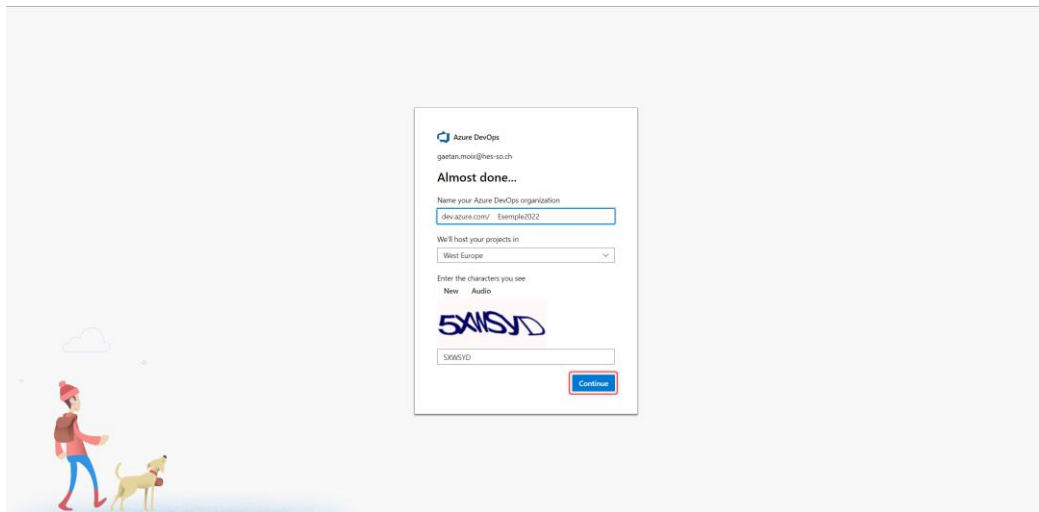 Azure DevOps
gaetan.moix@hes-so.ch
Almost done...
Name your Azure DevOps organization
dev.azure.com/ Exemple2022
We'll host your projects in
West Europe
Enter the characters you see
New Audio
5XWSYD
5XWSYD
Continue